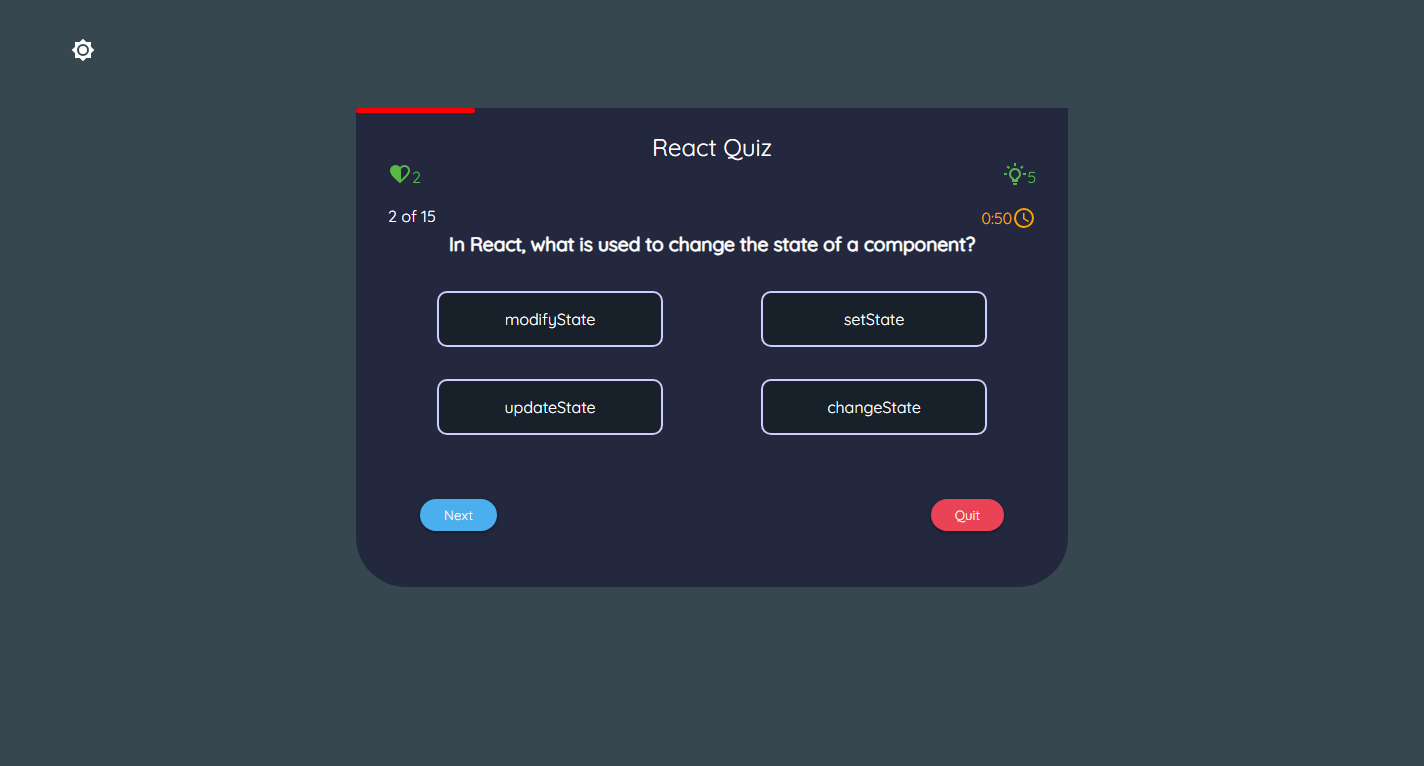 React Quiz
2
5
2 of 15
0:50
In React, what is used to change the state of a component?
modifyState
setState
updateState
changeState
Next
Quit